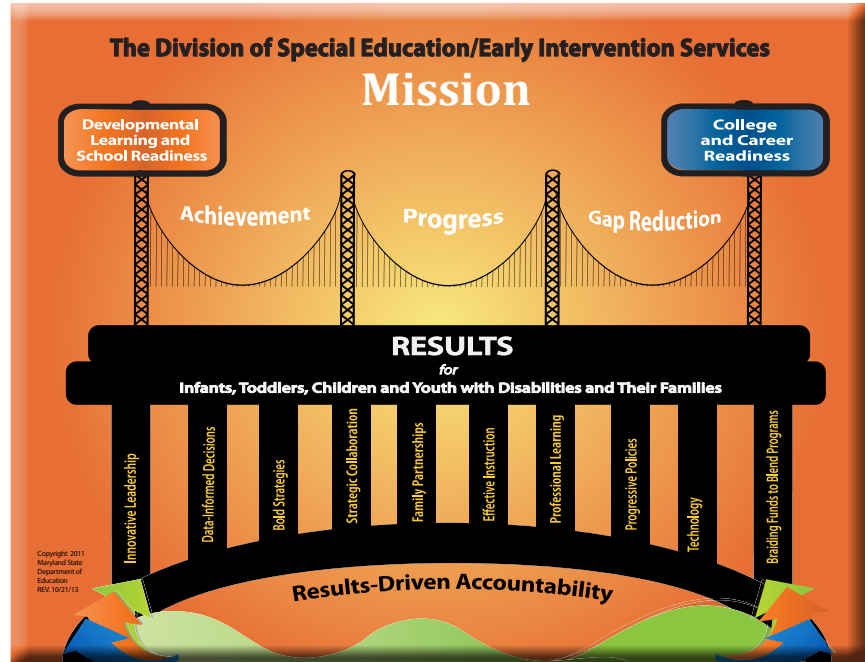 The Division of Special Education/Early Intervention Services
Mission
Developmental
Learning and
School Readiness
College
and Career
Readiness
Achievement
Progress
Gap Reduction
RESULTS
for
Infants, Toddlers, Children and Youth with Disabilities and Their Families
Innovative Leadership
Data-Informed Decisions
Bold Strategies
Strategic Collaboration
Family Partnerships
Effective Instruction
Professional Learning
Progressive Policies
Technology
Braiding Funds to Blend Programs
Results-Driven Accountability
Copyright 2011
Maryland State
Department of
Education
REV. 10/21/13